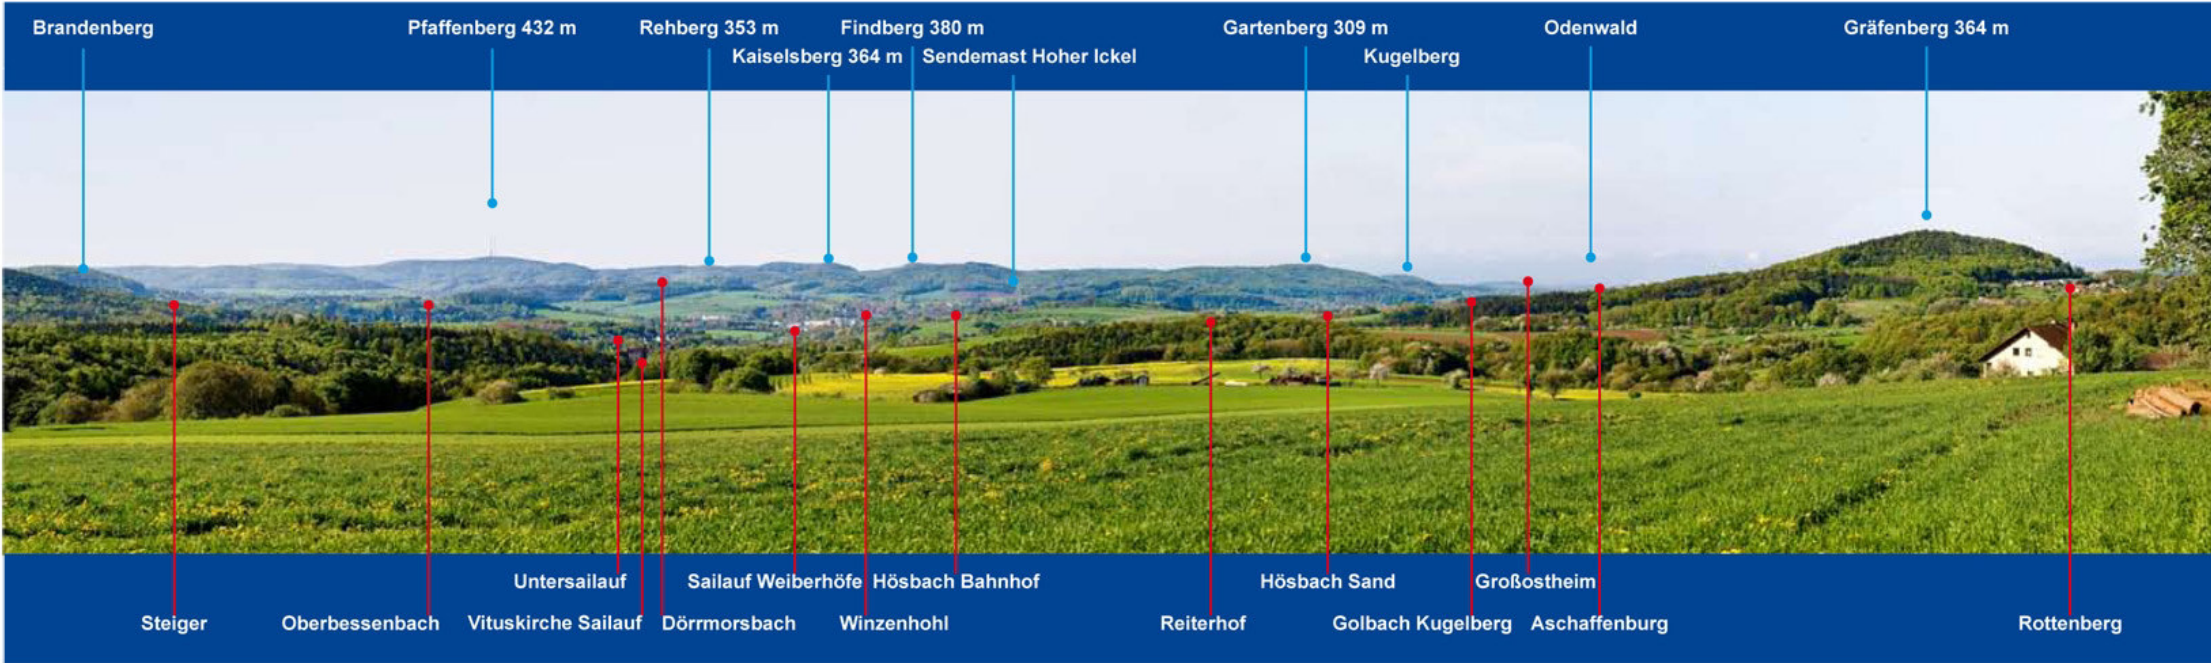 Brandenberg
Pfaffenberg 432 m
Rehberg 353 m
Findberg 380 m
Gartenberg 309 m
Odenwald
Gräfenberg 364 m
Kaiselsberg 364 m
Sendemast Hoher Ickel
Kugelberg
Untersailauf
Sailauf Weiberhöfe
Hösbach Bahnhof
Hösbach Sand
Großostheim
Steiger
Oberbessenbach
Vituskirche Sailauf
Dörrmorsbach
Winzenhohl
Reiterhof
Golbach Kugelberg
Aschaffenburg
Rottenberg